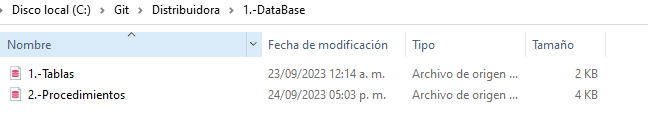 Disco local (C:) > Git > Distribuidora > 1.-DataBase
Nombre Fecha de modificación Tipo Tamaño
1.-Tablas 23/09/2023 12:14 a. m. Archivo de origen ... 2 KB
2.-Procedimientos 24/09/2023 05:03 p. m. Archivo de origen ... 4 KB